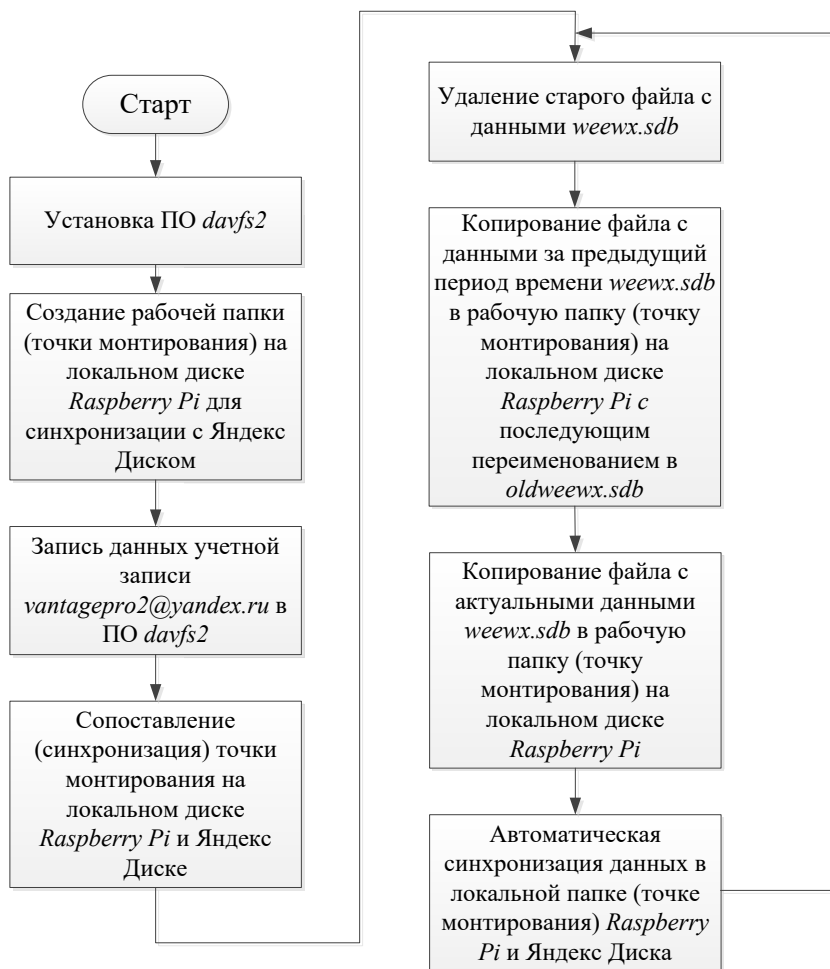 Старт
Установка ПО davfs2
Создание рабочей папки
(точки монтирования) на
локальном диске
Raspberry Pi для
синхронизации с Яндекс
Диском
Запись данных учетной
записи
vantagepro2@yandex.ru в
ПО davfs2
Сопоставление
(синхронизация) точки
монтирования на
локальном диске
Raspberry Pi и Яндекс
Диске
Удаление старого файла с
данными weewx.sdb
Копирование файла с
данными за предыдущий
период времени weewx.sdb
в рабочую папку (точку
монтирования) на
локальном диске
Raspberry Pi с
последующим
переименованием в
oldweewx.sdb
Копирование файла с
актуальными данными
weewx.sdb в рабочую
папку (точку
монтирования) на
локальном диске
Raspberry Pi
Автоматическая
синхронизация данных в
локальной папке (точке
монтирования) Raspberry
Pi и Яндекс Диска